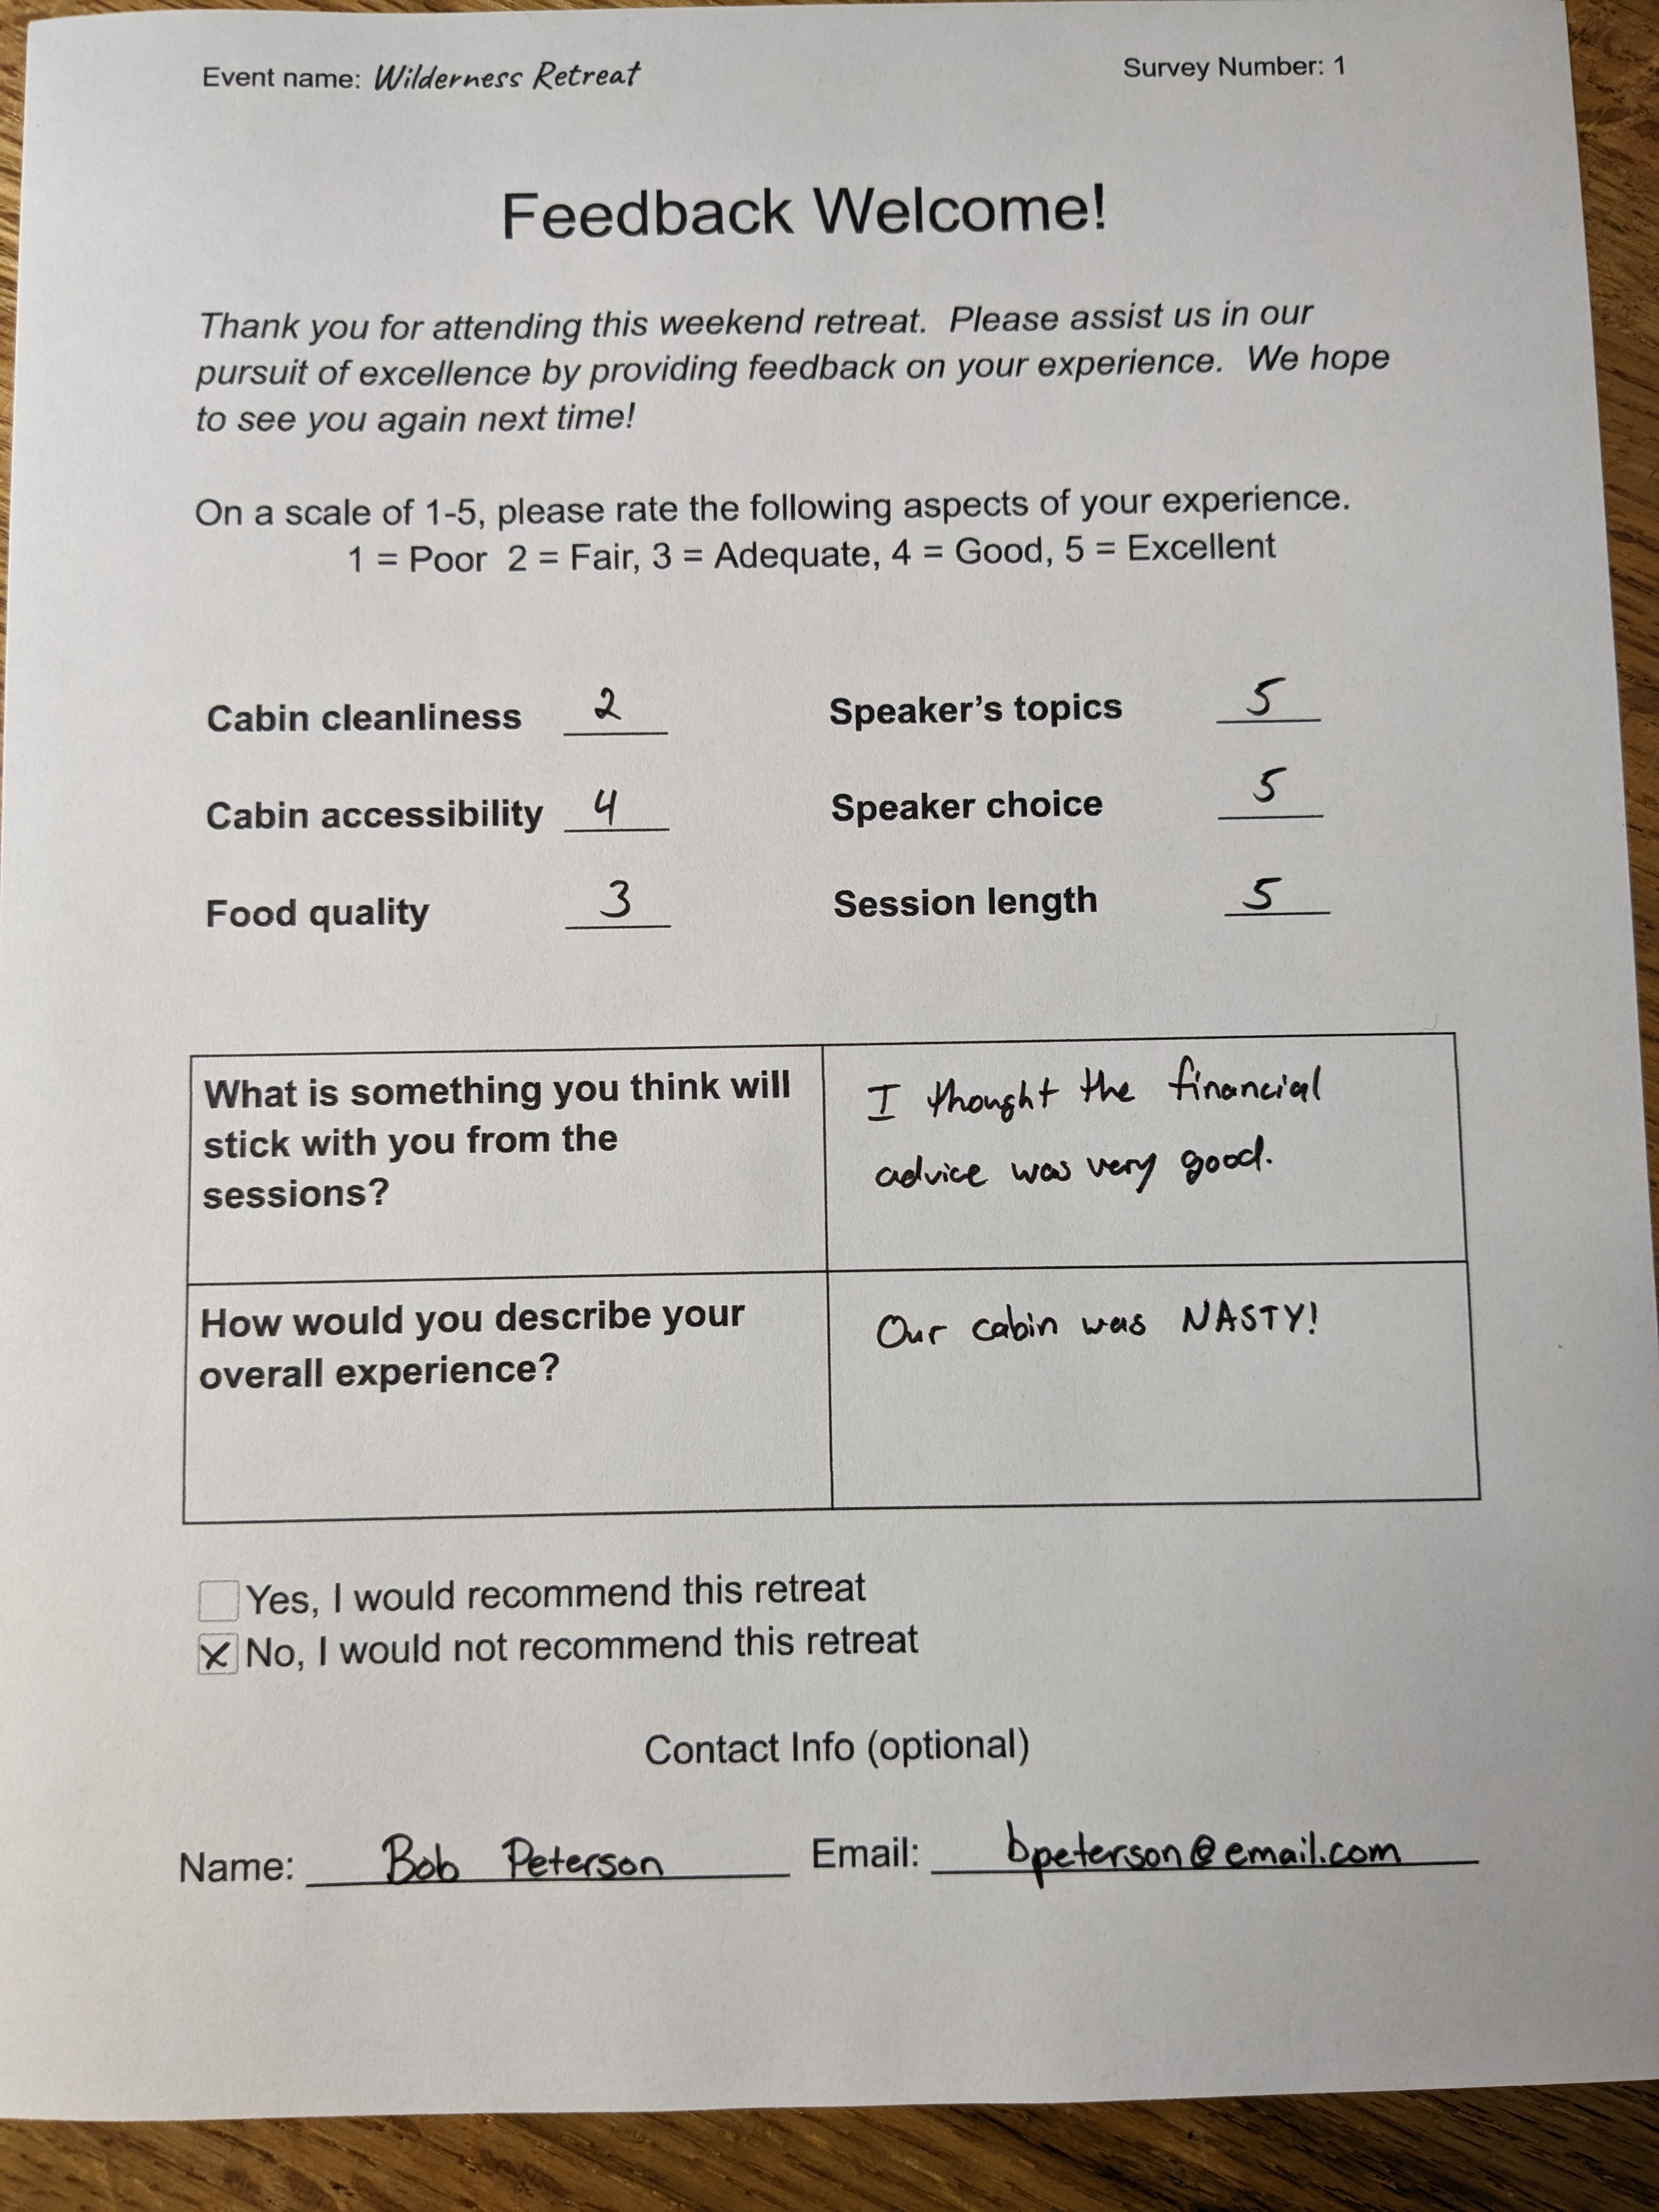 Event name: Wilderness Retreat Survey Number: 1
Feedback Welcome!
Thank you for attending this weekend retreat. Please assist us in our
pursuit of excellence by providing feedback on your experience. We hope
to see you again next time!
On a scale of 1-5, please rate the following aspects of your experience.
1 = Poor 2 = Fair, 3 = Adequate, 4 = Good, 5 = Excellent
Cabin cleanliness 2 Speaker's topics 5
Cabin accessibility 4 Speaker choice 5
Food quality 3 Session length 5
What is something you think will
stick with you from the
sessions?
I thought the financial
advice was very good.
How would you describe your
overall experience?
Our cabin was NASTY!
Yes, I would recommend this retreat
X No, I would not recommend this retreat
Contact Info (optional)
Name: Bob Peterson Email: bpeterson@email.com